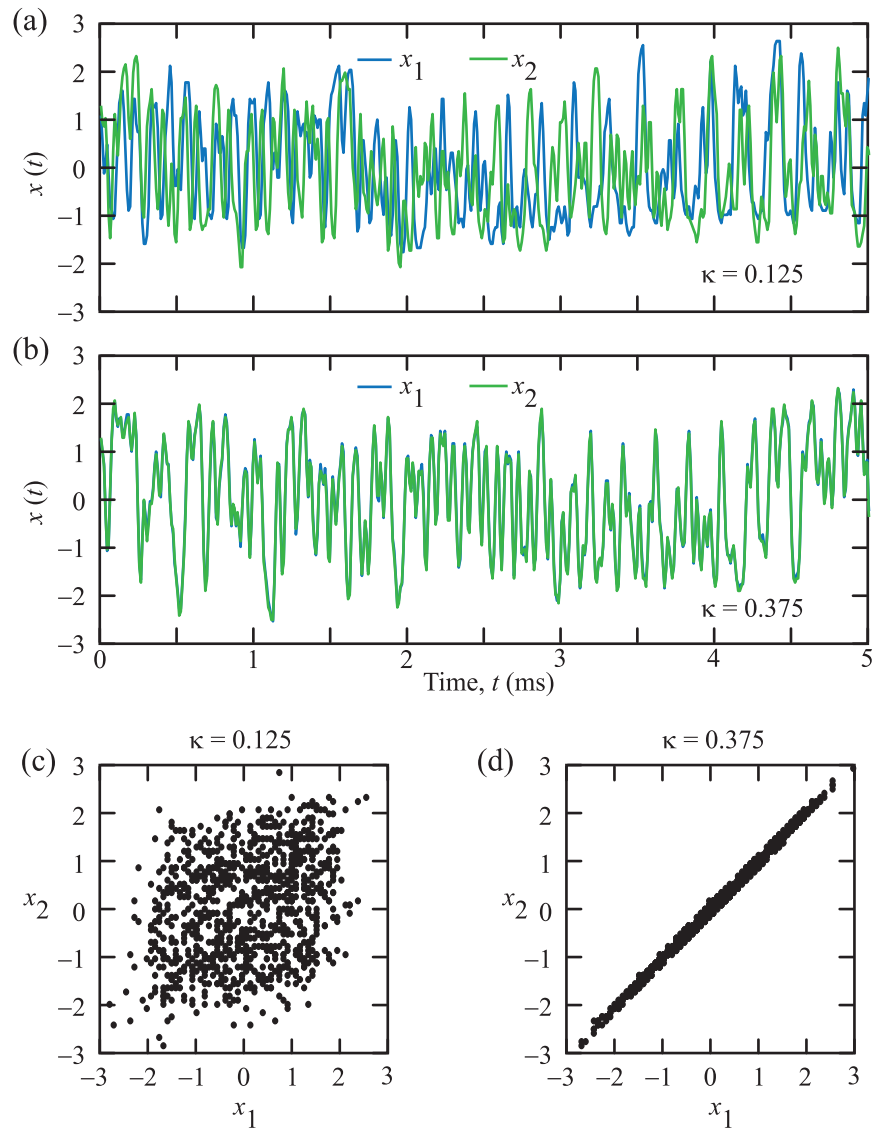 (a)
3
2
1
0
−1
−2
−3
x (t)
x1 x2
κ = 0.125
(b)
3
2
1
0
−1
−2
−3
x (t)
x1 x2
κ = 0.375
0 1 2 3 4 5
Time, t (ms)
κ = 0.125
(c)
3
2
1
x2 0
−1
−2
−3
−3 −2 −1 0 1 2 3
x1
κ = 0.375
(d)
3
2
1
x2 0
−1
−2
−3
−3 −2 −1 0 1 2 3
x1